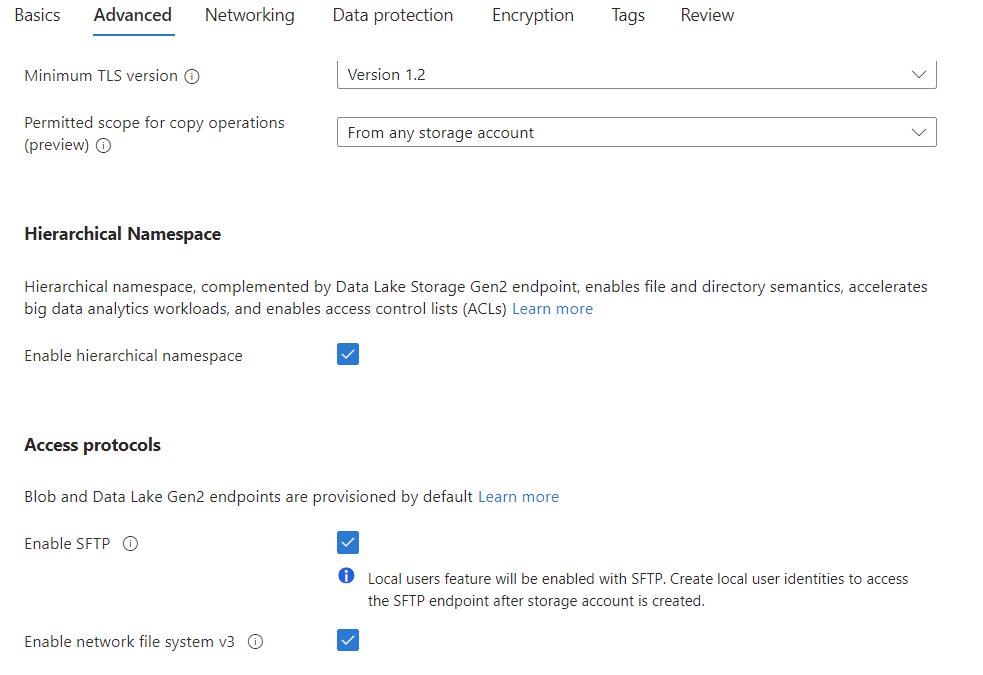 Basics Advanced Networking Data protection Encryption Tags Review
Minimum TLS version Version 1.2
Permitted scope for copy operations
(preview) From any storage account
Hierarchical Namespace
Hierarchical namespace, complemented by Data Lake Storage Gen2 endpoint, enables file and directory semantics, accelerates
big data analytics workloads, and enables access control lists (ACLs) Learn more
Enable hierarchical namespace
Access protocols
Blob and Data Lake Gen2 endpoints are provisioned by default Learn more
Enable SFTP
Local users feature will be enabled with SFTP. Create local user identities to access
the SFTP endpoint after storage account is created.
Enable network file system v3